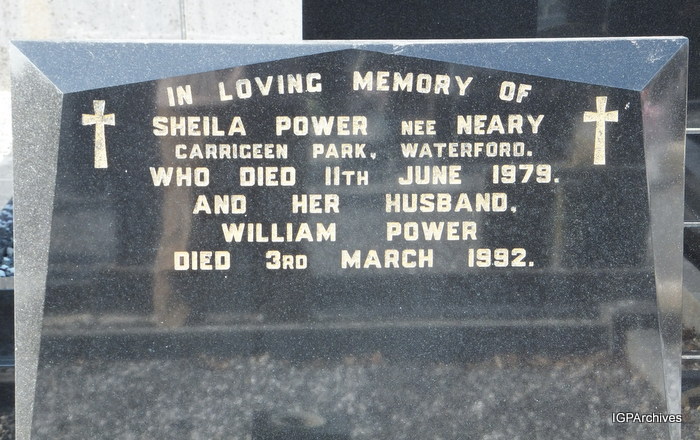 IN LOVING MEMORY OF
SHEILA POWER NEE NEARY
CARRIGEEN PARK, WATERFORD.
WHO DIED 11TH JUNE 1979.
AND HER HUSBAND,
WILLIAM POWER
DIED 3RD MARCH 1992.
IGPArchives